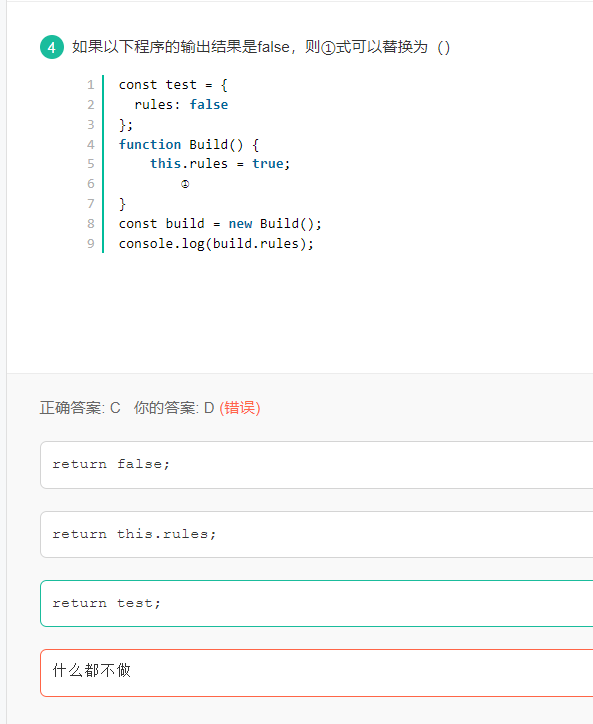 4 如果以下程序的输出结果是false，则①式可以替换为（）
1 const test = {
2   rules: false
3 };
4 function Build() {
5     this.rules = true;
6         ①
7 }
8 const build = new Build();
9 console.log(build.rules);
正确答案: C 你的答案: D (错误)
return false;
return this.rules;
return test;
什么都不做